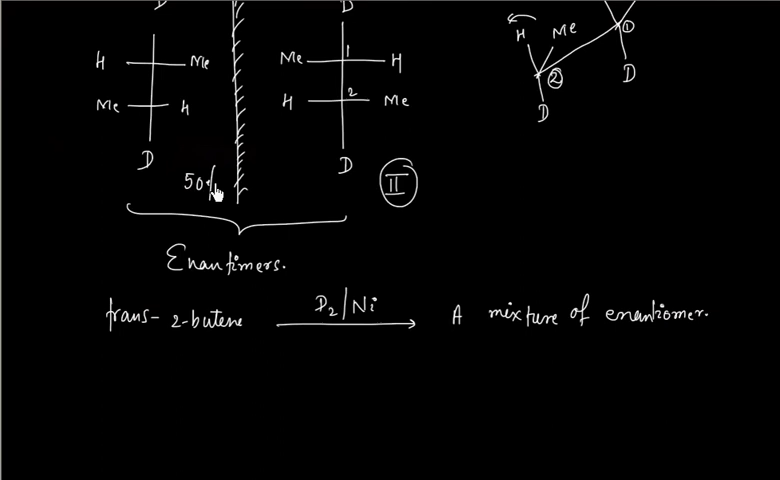 D D
H Me Me 1 H H Me ①
Me H H 2 Me ② D
D D D
50% II
Enantimers.
trans- 2-butene D2/Ni A mixture of enantiomer.